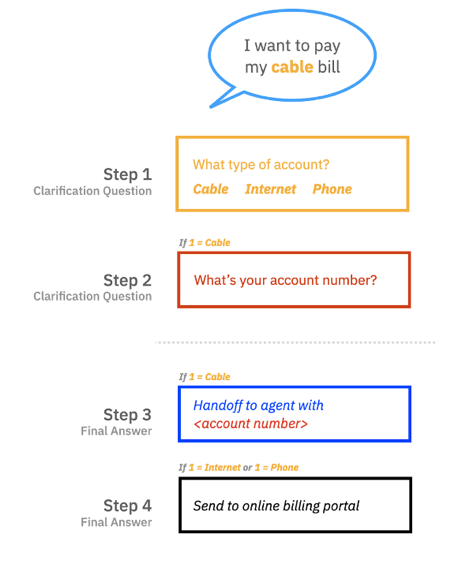 I want to pay
my cable bill
Step 1
Clarification Question
What type of account?
Cable Internet Phone
If 1 = Cable
Step 2
Clarification Question
What's your account number?
If 1 = Cable
Step 3
Final Answer
Handoff to agent with
<account number>
If 1 = Internet or 1 = Phone
Step 4
Final Answer
Send to online billing portal